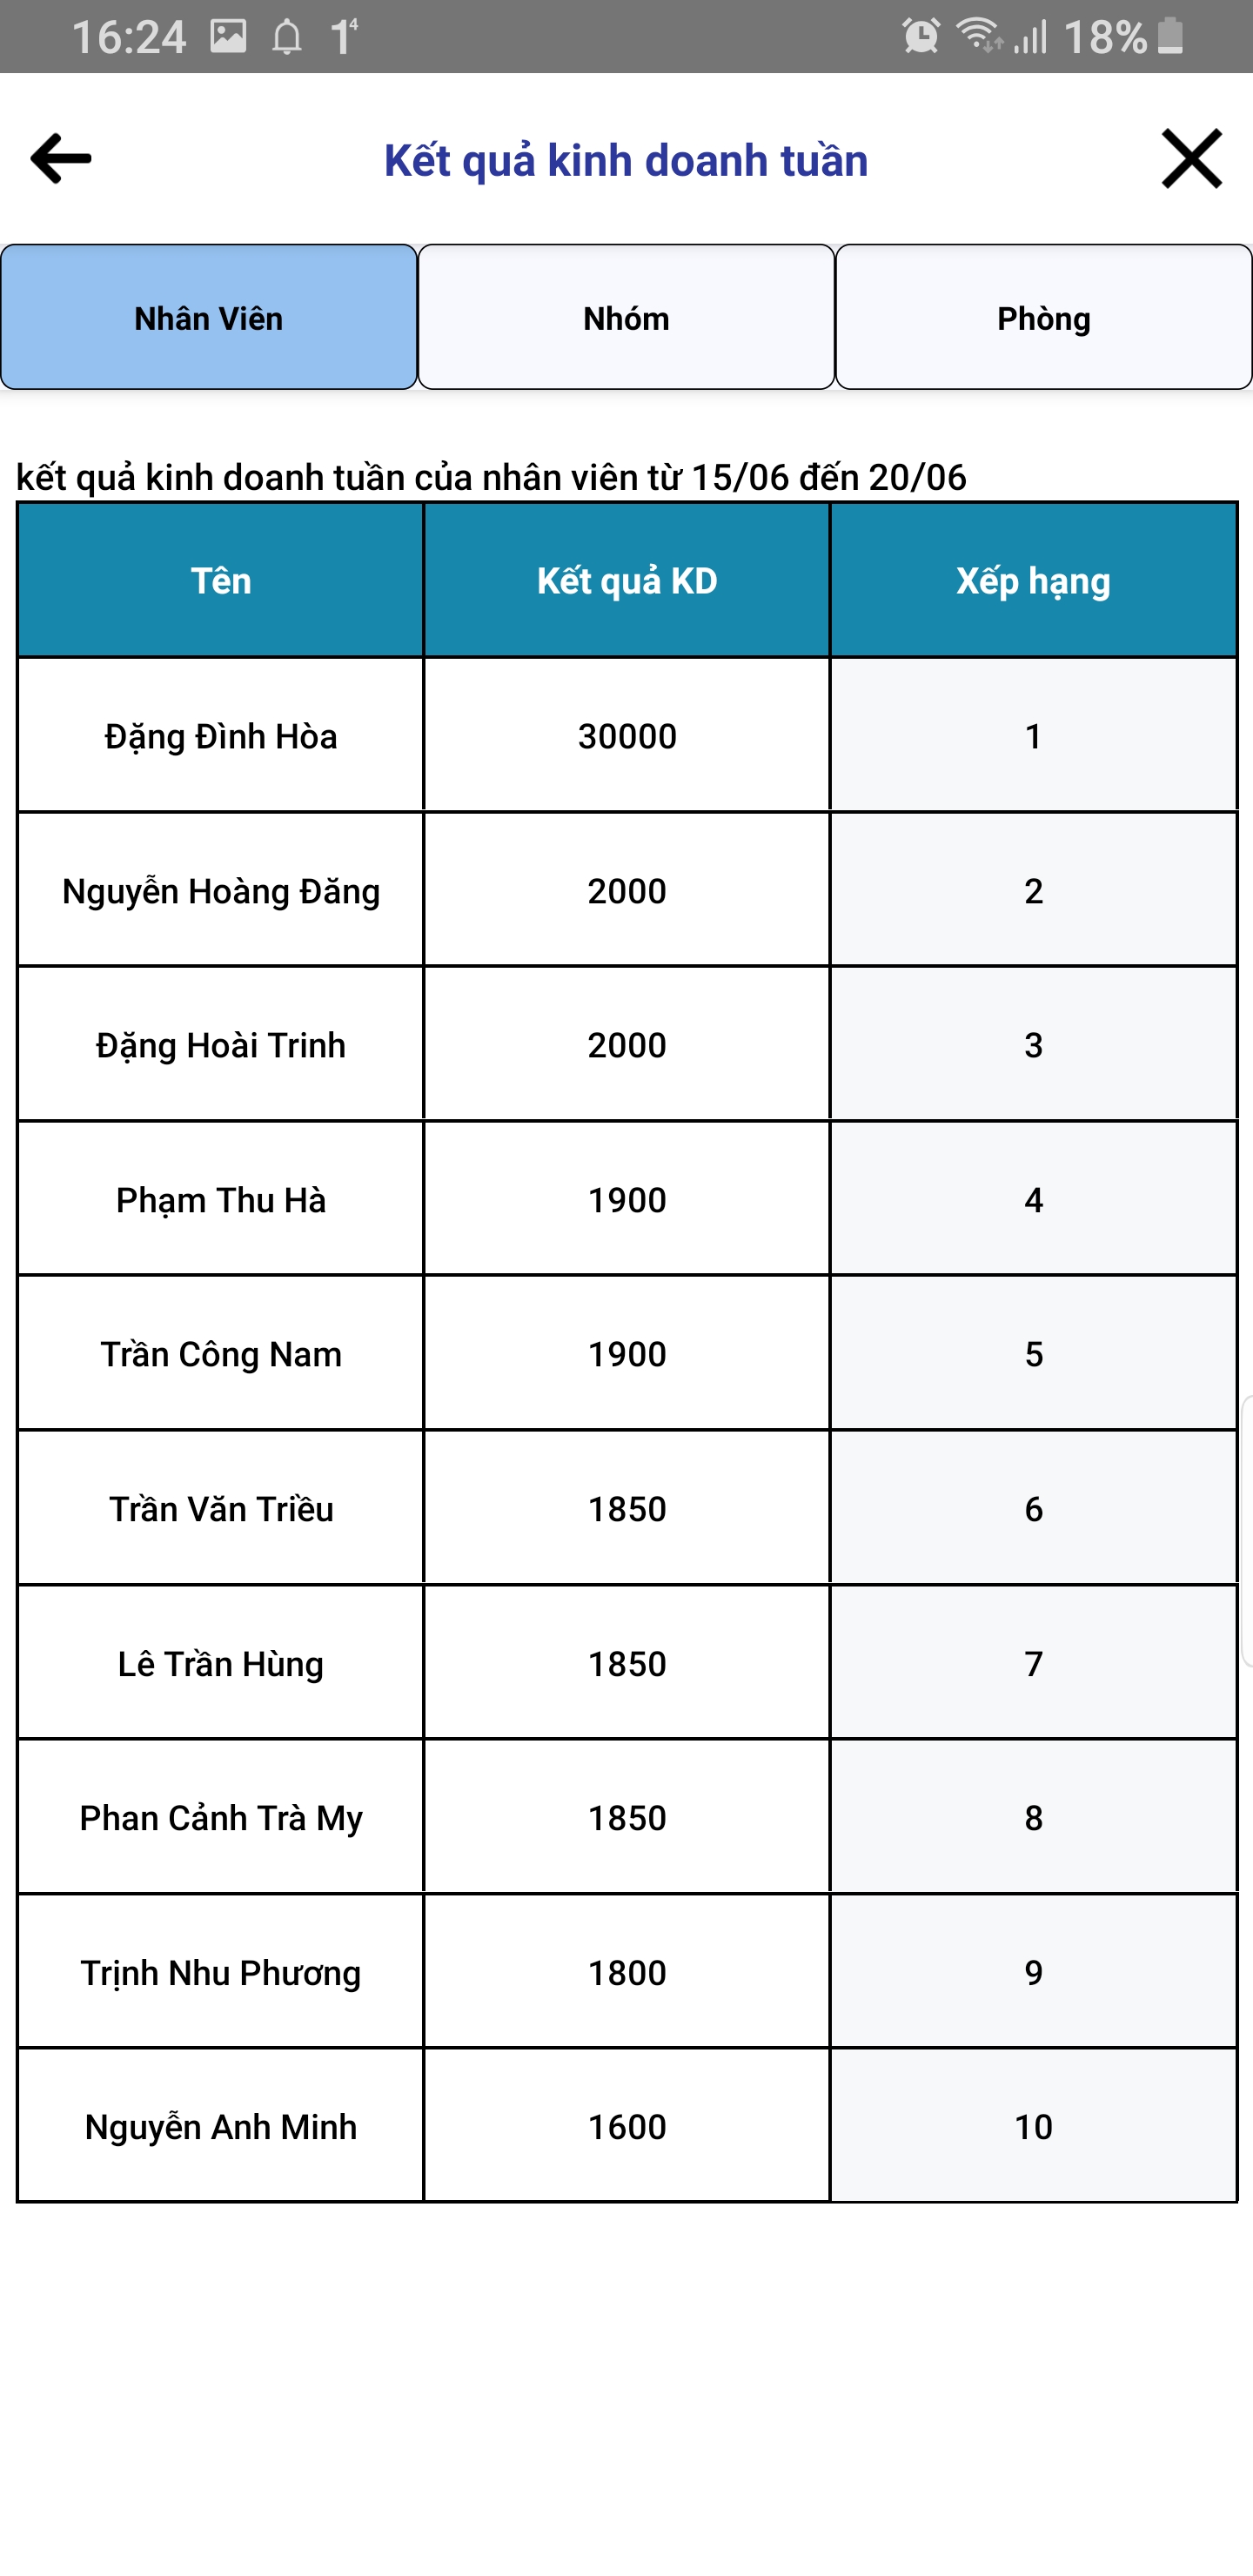 16:24 1⁴ 18%
Kết quả kinh doanh tuần
Nhân Viên Nhóm Phòng
kết quả kinh doanh tuần của nhân viên từ 15/06 đến 20/06
Tên Kết quả KD Xếp hạng
Đặng Đình Hòa 30000 1
Nguyễn Hoàng Đăng 2000 2
Đặng Hoài Trinh 2000 3
Phạm Thu Hà 1900 4
Trần Công Nam 1900 5
Trần Văn Triều 1850 6
Lê Trần Hùng 1850 7
Phan Cảnh Trà My 1850 8
Trịnh Nhu Phương 1800 9
Nguyễn Anh Minh 1600 10